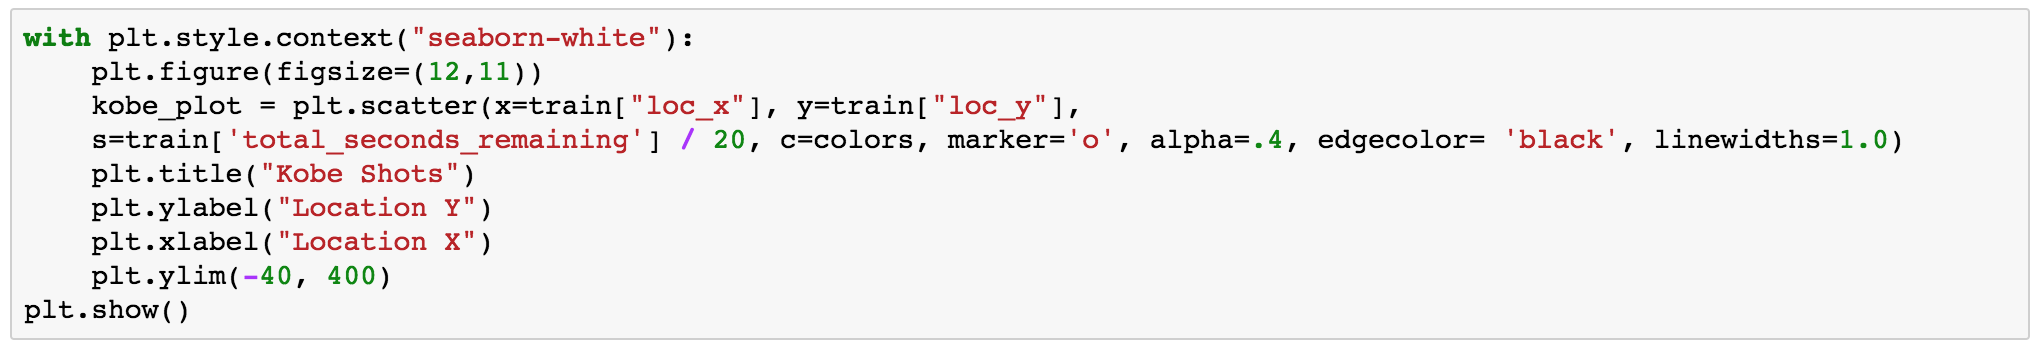 with plt.style.context("seaborn-white"):
    plt.figure(figsize=(12,11))
    kobe_plot = plt.scatter(x=train["loc_x"], y=train["loc_y"],
    s=train['total_seconds_remaining'] / 20, c=colors, marker='o', alpha=.4, edgecolor= 'black', linewidths=1.0)
    plt.title("Kobe Shots")
    plt.ylabel("Location Y")
    plt.xlabel("Location X")
    plt.ylim(-40, 400)
plt.show()